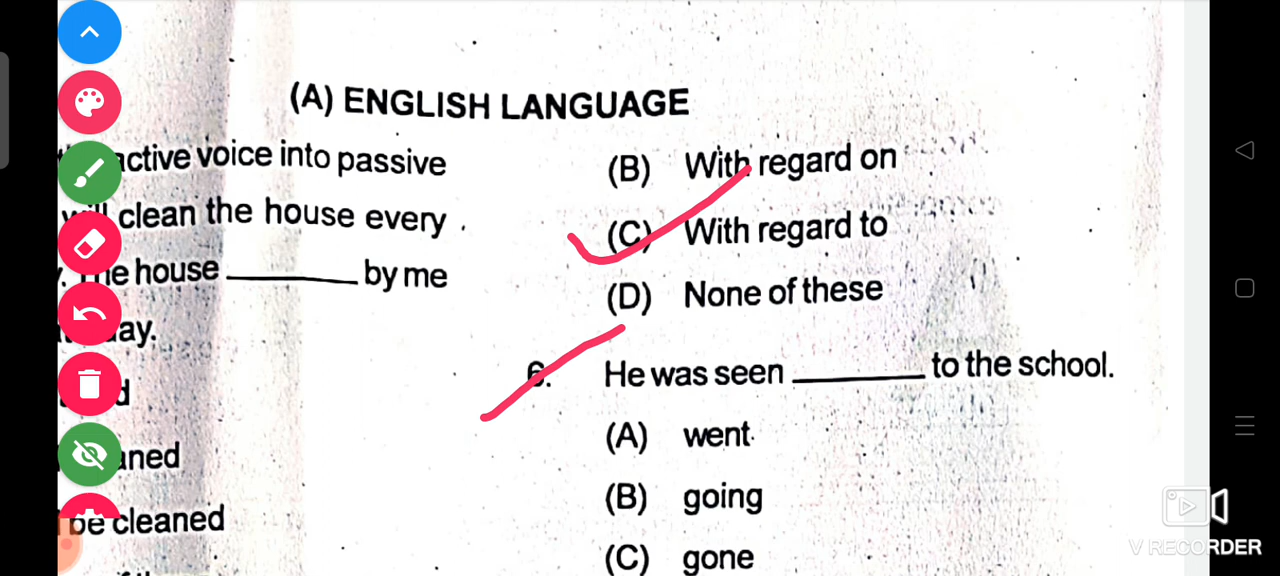 (A) ENGLISH LANGUAGE
active voice into passive
clean the house every
house ________ by me
ay.
d
aned
be cleaned
(B) With regard on
(C) With regard to
(D) None of these
6. He was seen ________ to the school.
(A) went
(B) going
(C) gone
V RECORDER